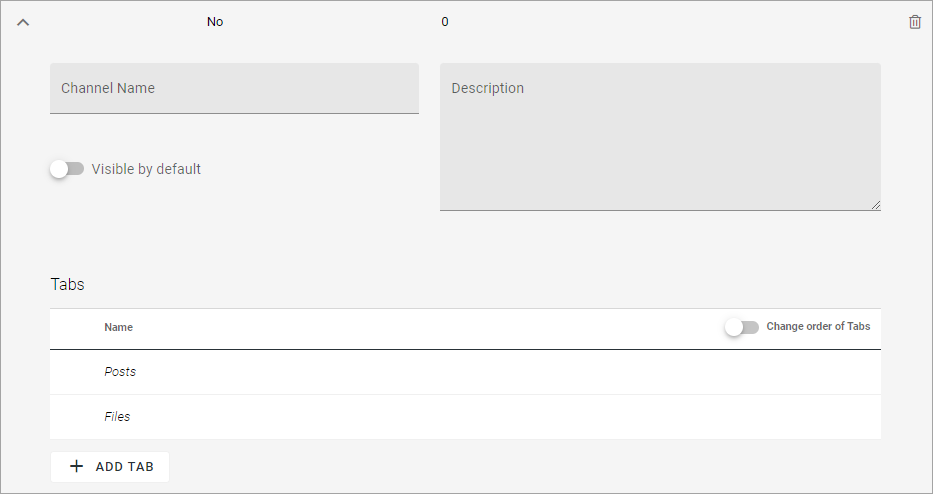 No 0
Channel Name
Description
Visible by default
Tabs
Name
Change order of Tabs
Posts
Files
ADD TAB